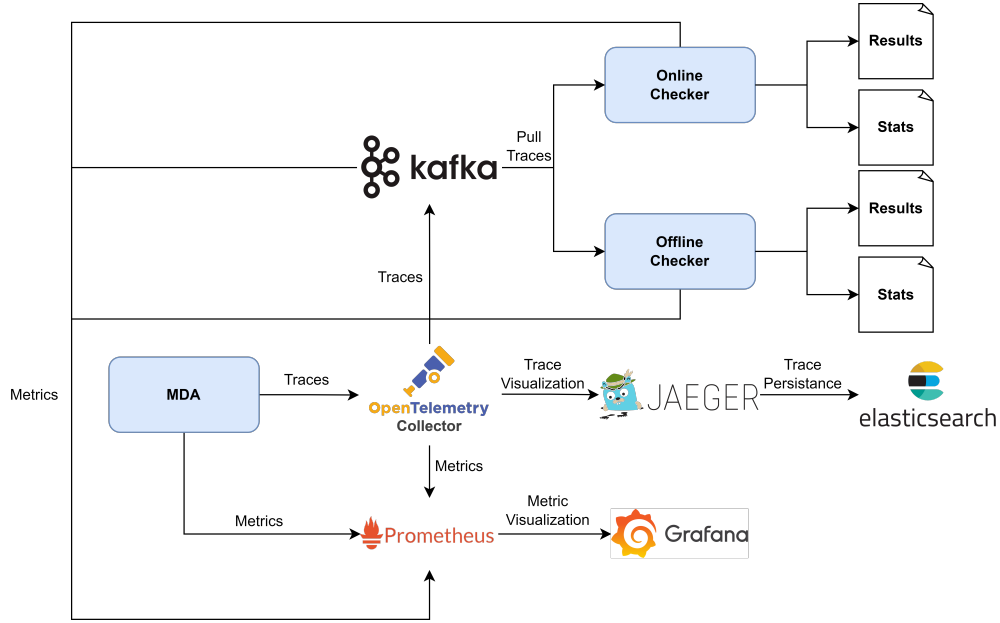 Results
Online
Checker
Stats
Pull
Traces
kafka
Results
Offline
Checker
Traces
Stats
Metrics
MDA
Traces
OpenTelemetry
Collector
Trace
Visualization
JAEGER
Trace
Persistance
elasticsearch
Metrics
Metrics
Prometheus
Metric
Visualization
Grafana